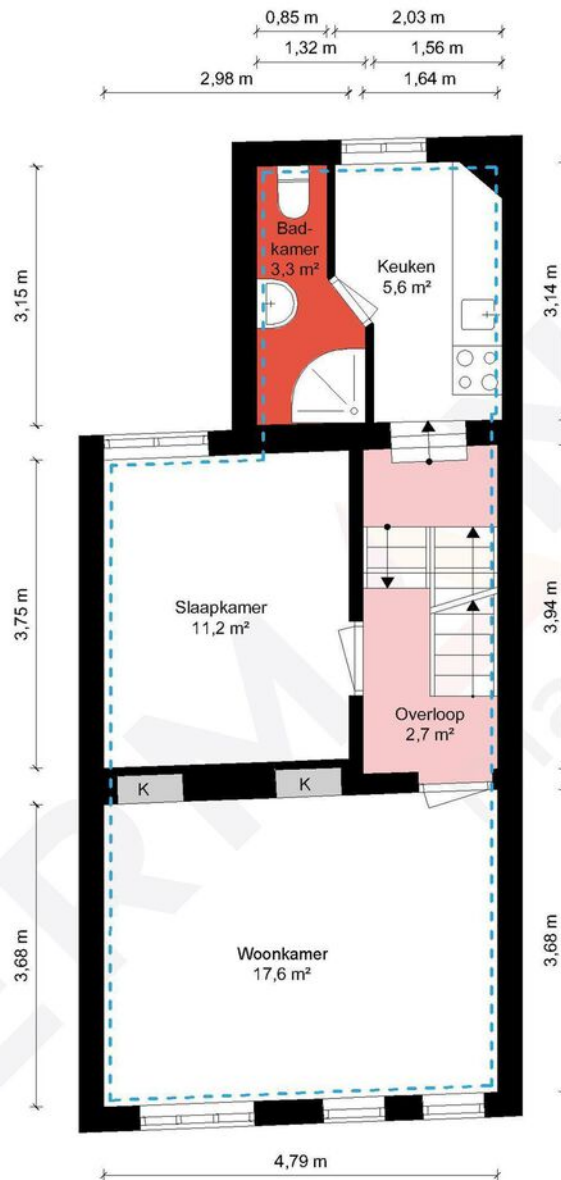 0,85 m
2,03 m
1,32 m
1,56 m
2,98 m
1,64 m
3,15 m
3,14 m
Bad-
kamer
3,3 m²
Keuken
5,6 m²
3,75 m
3,94 m
Slaapkamer
11,2 m²
Overloop
2,7 m²
K
K
3,68 m
3,68 m
Woonkamer
17,6 m²
4,79 m